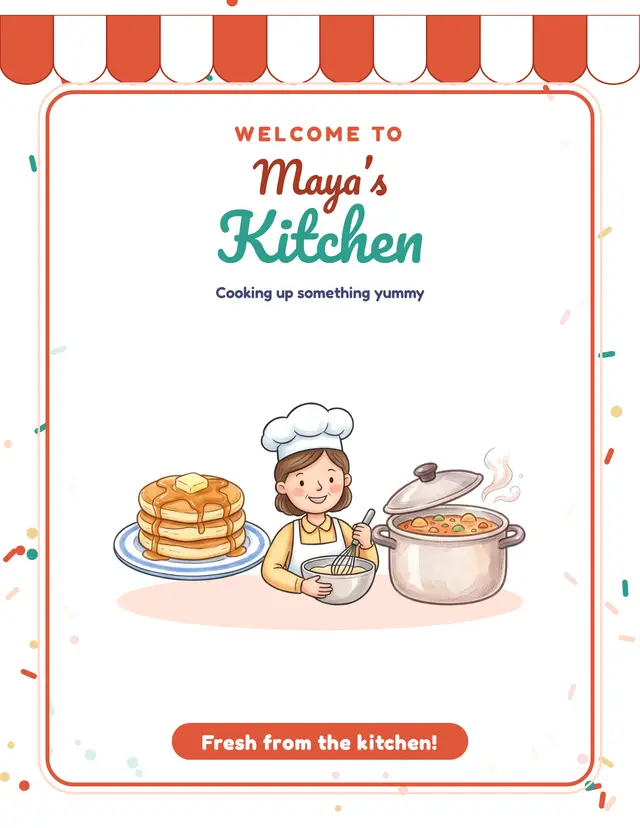 WELCOME TO
Maya's
Kitchen
Cooking up something yummy
Fresh from the kitchen!